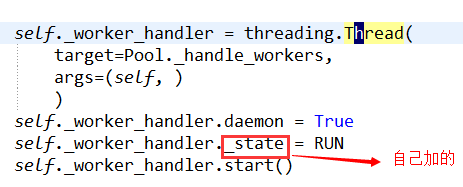 self._worker_handler = threading.Thread(
target=Pool._handle_workers,
args=(self, )
)
self._worker_handler.daemon = True
self._worker_handler._state = RUN
自己加的
self._worker_handler.start()